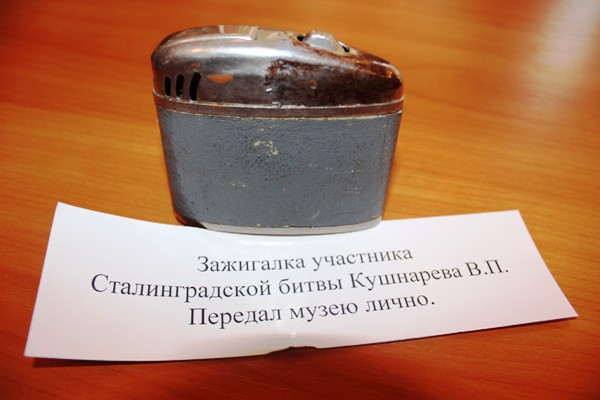 Зажигалка участника
Сталинградской битвы Кушнарева В.П.
Передал музею лично.